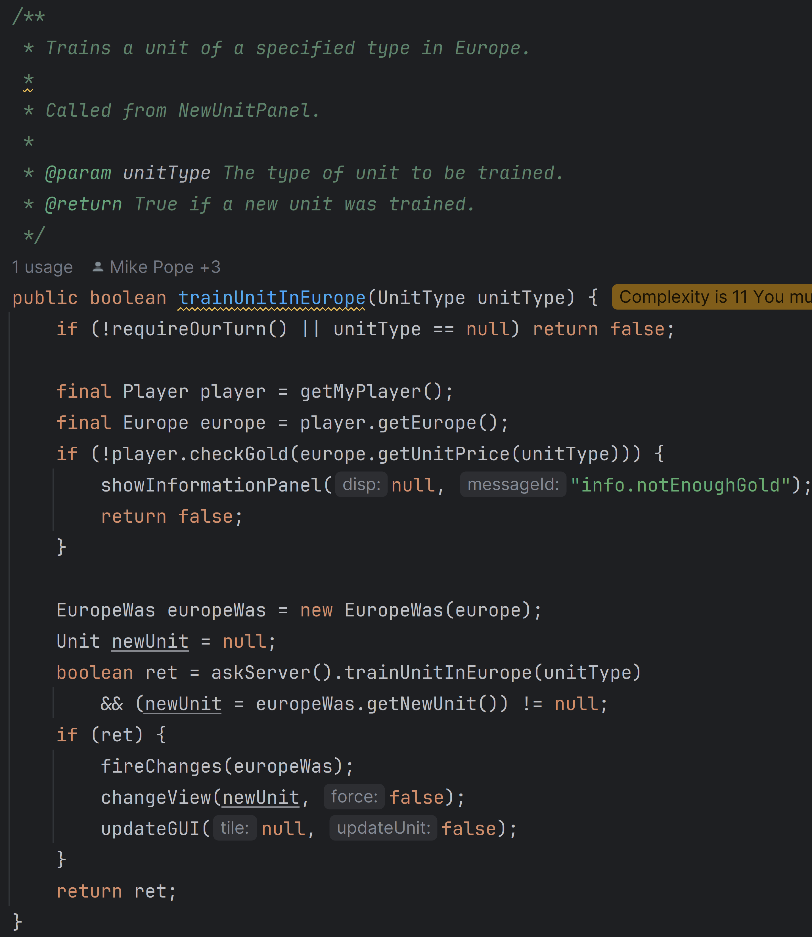 /**
 * Trains a unit of a specified type in Europe.
 *
 * Called from NewUnitPanel.
 *
 * @param unitType The type of unit to be trained.
 * @return True if a new unit was trained.
 */
1 usage   Mike Pope +3
public boolean trainUnitInEurope(UnitType unitType) {   Complexity is 11 You mu
    if (!requireOurTurn() || unitType == null) return false;
    final Player player = getMyPlayer();
    final Europe europe = player.getEurope();
    if (!player.checkGold(europe.getUnitPrice(unitType))) {
        showInformationPanel( disp: null,  messageId: "info.notEnoughGold");
        return false;
    }
    EuropeWas europeWas = new EuropeWas(europe);
    Unit newUnit = null;
    boolean ret = askServer().trainUnitInEurope(unitType)
        && (newUnit = europeWas.getNewUnit()) != null;
    if (ret) {
        fireChanges(europeWas);
        changeView(newUnit,  force: false);
        updateGUI( tile: null,  updateUnit: false);
    }
    return ret;
}